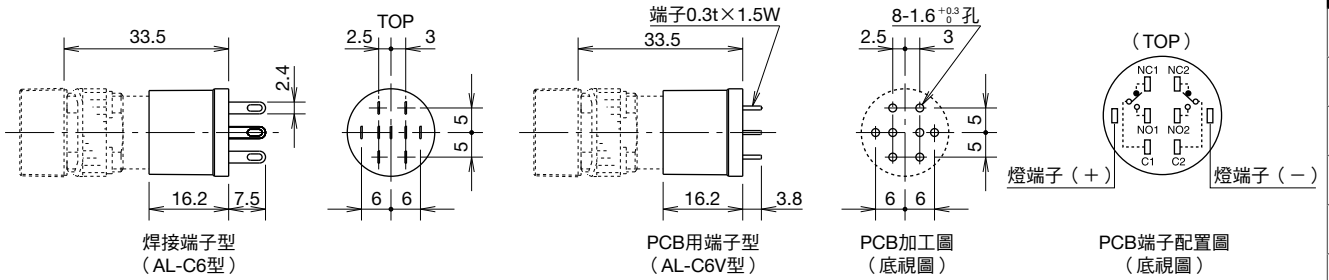 33.5
2.4
16.2
7.5
焊接端子型
（AL-C6型）
TOP
2.5
3
5
5
6
6
端子0.3t×1.5W
33.5
16.2
3.8
PCB用端子型
（AL-C6V型）
8-1.6 +0.3 0 孔
2.5
3
5
5
6
6
PCB加工圖
（底視圖）
（TOP）
NC1 NC2
NO1 NO2
C1 C2
燈端子（＋）
燈端子（－）
PCB端子配置圖
（底視圖）